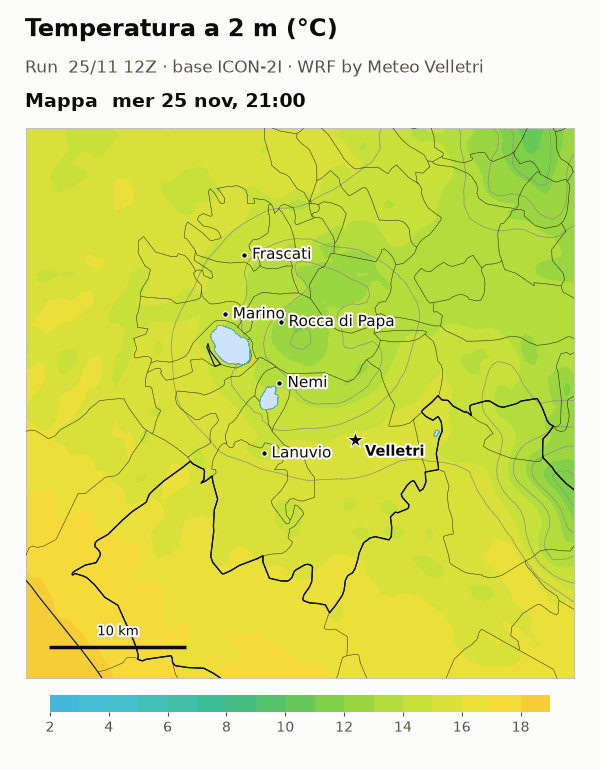 Temperatura a 2 m (°C)
Run  25/11 12Z · base ICON-2I · WRF by Meteo Velletri
Mappa  mer 25 nov, 21:00
Frascati
Marino
Rocca di Papa
Nemi
Velletri
Lanuvio
10 km
2 4 6 8 10 12 14 16 18